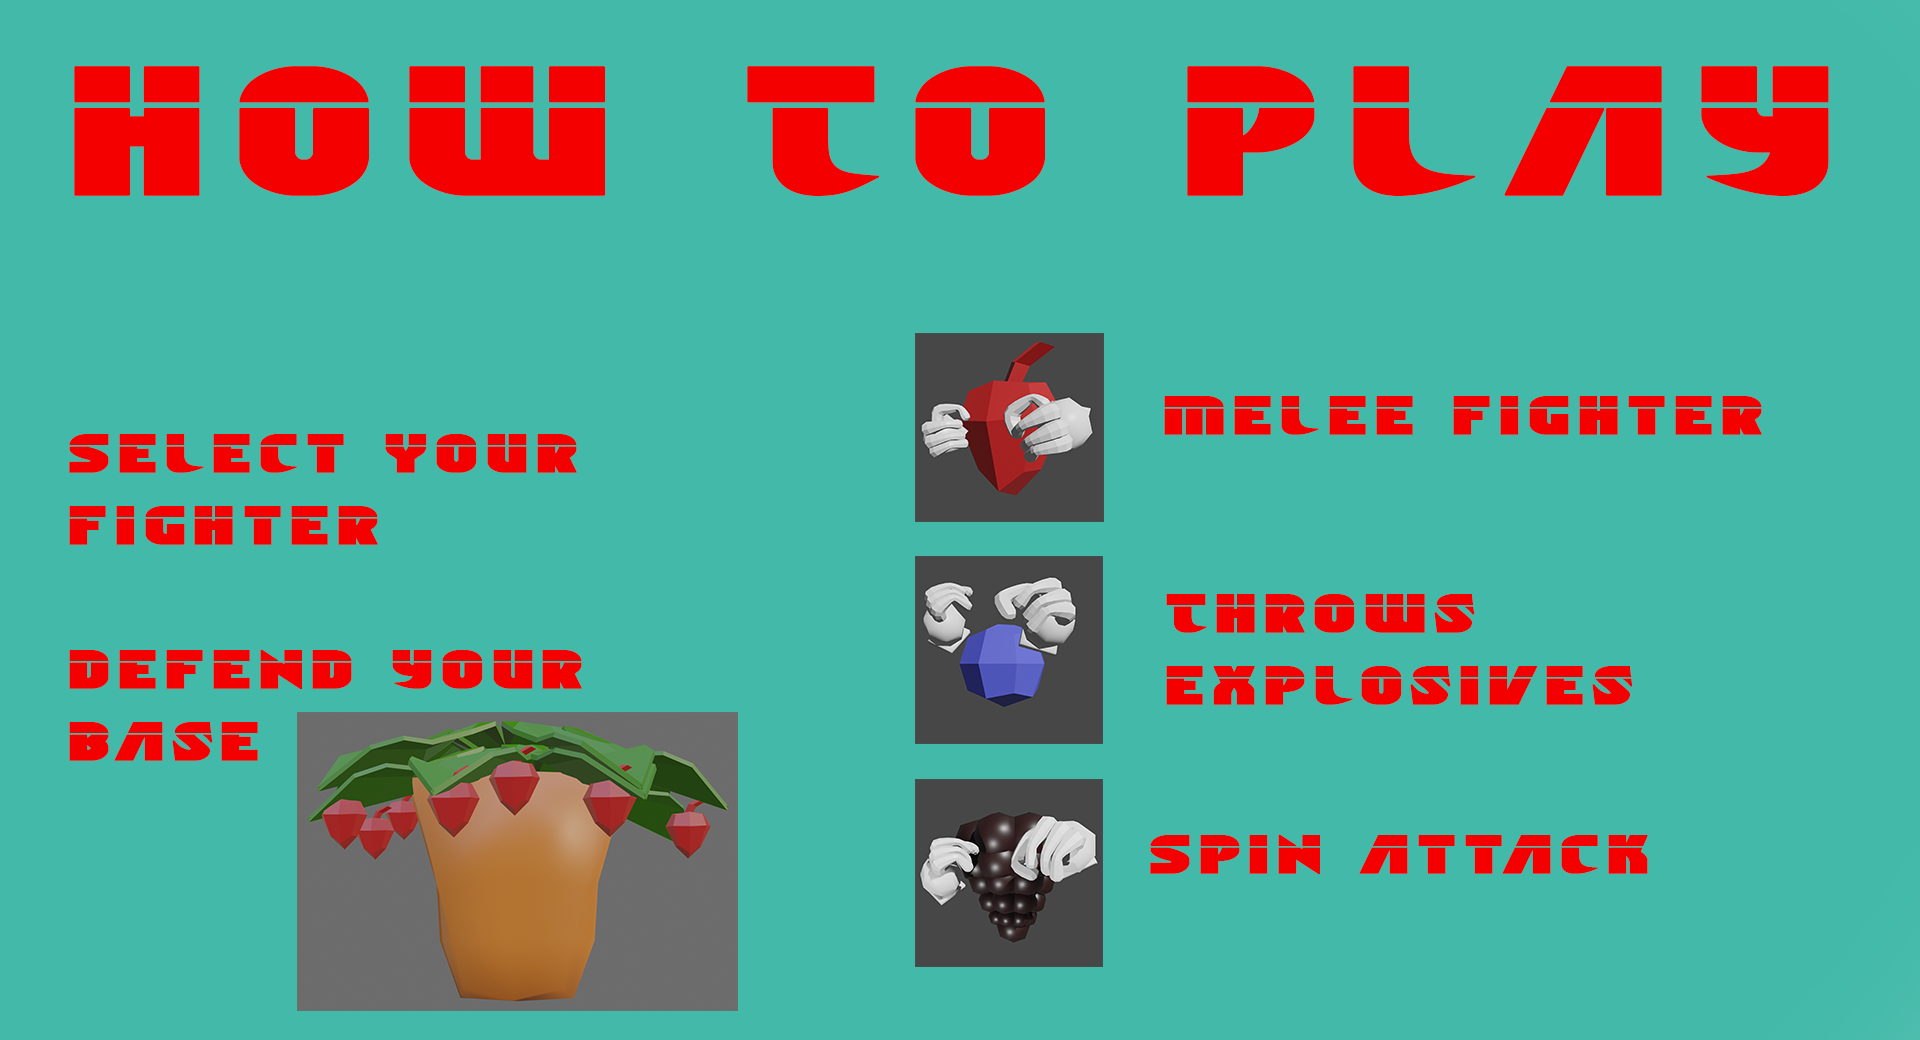 HOW TO PLAY
SELECT YOUR
FIGHTER
DEFEND YOUR
BASE
MELEE FIGHTER
THROWS
EXPLOSIVES
SPIN ATTACK